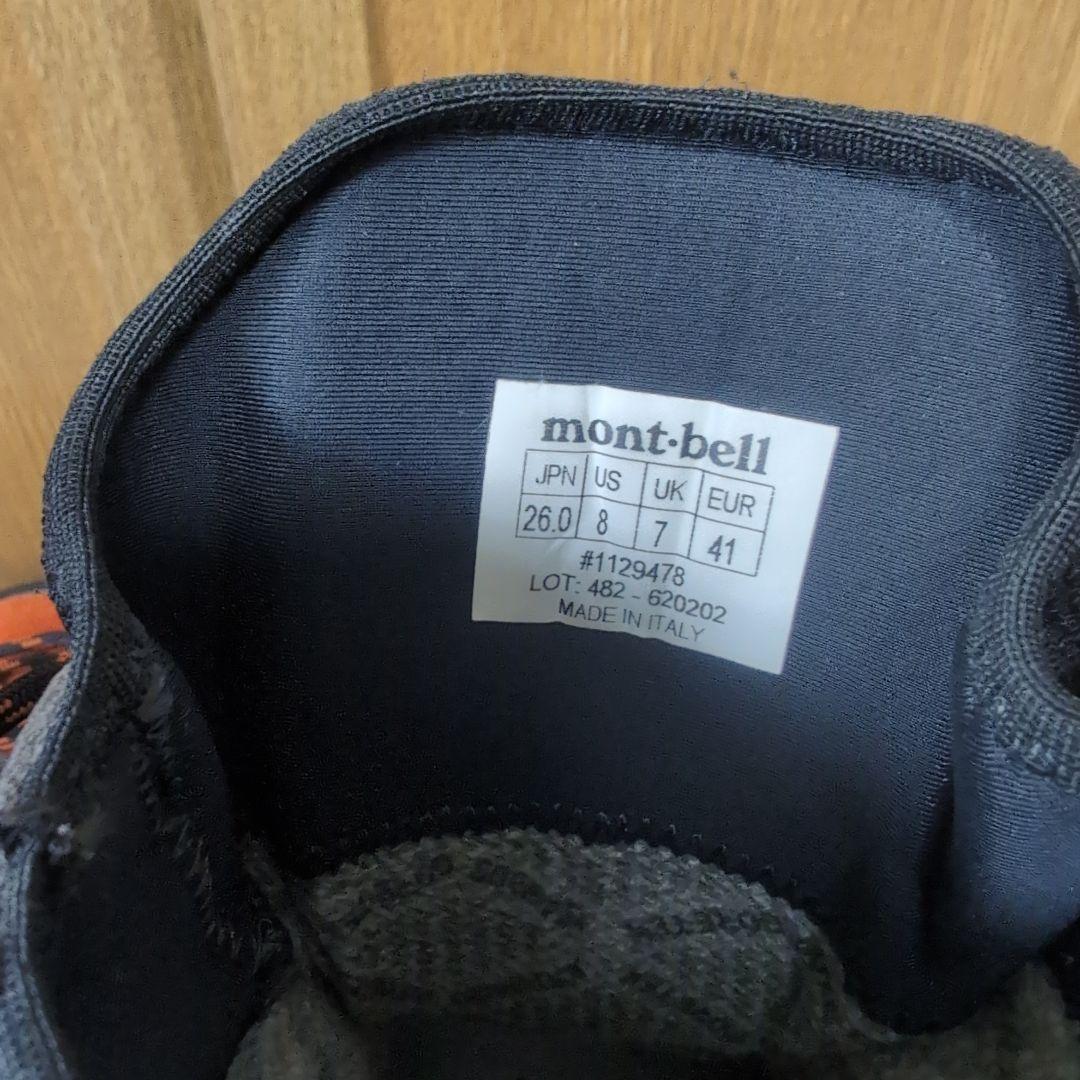 mont-bell
JPN US UK EUR
26.0 8 7 41
#1129478
LOT: 482 - 620202
MADE IN ITALY